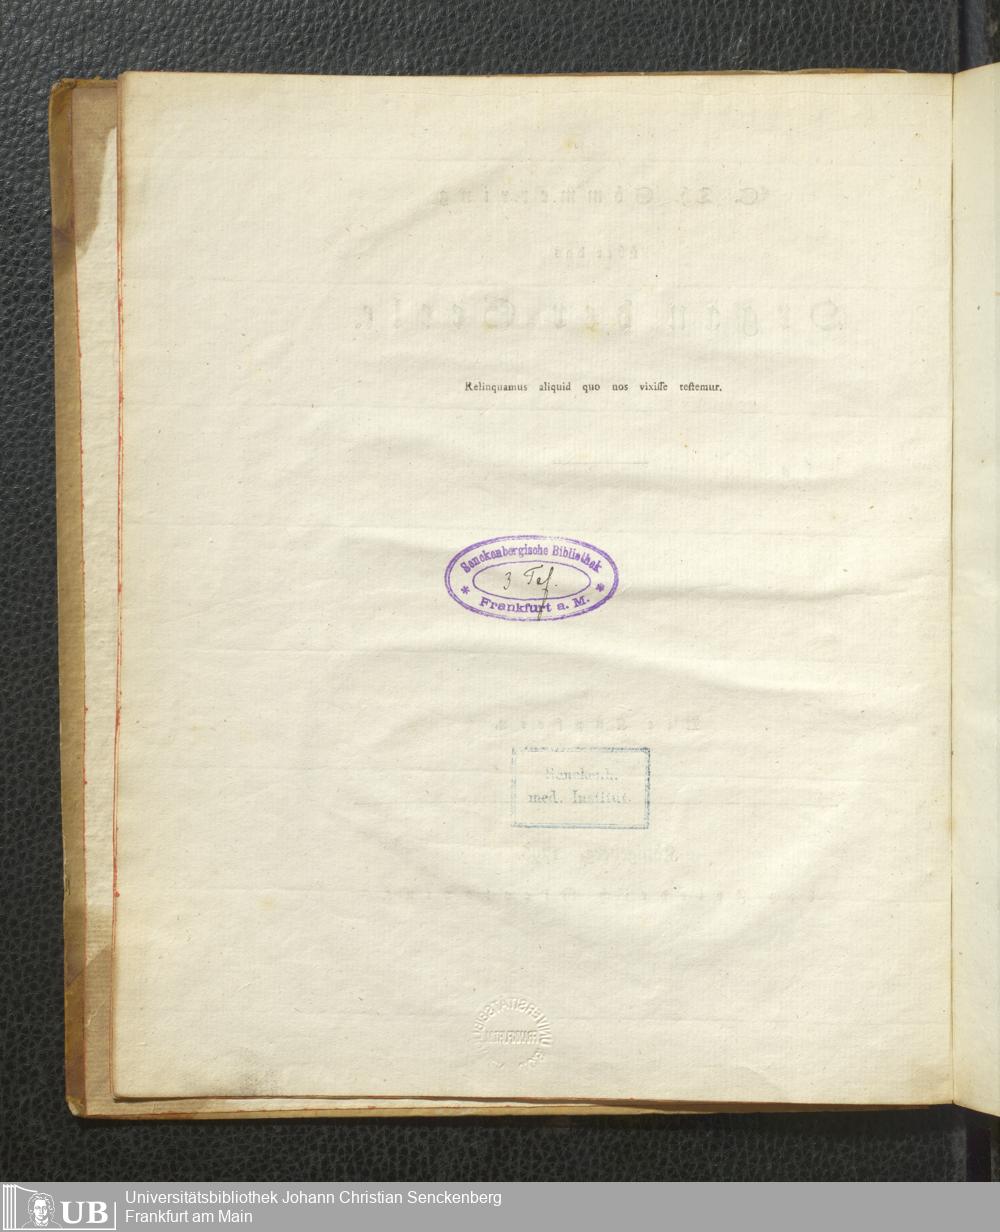 Relinquamus aliquid quo nos vixiſſe teſtemur.
Senckenbergische Bibliothek
3 Taf.
* Frankfurt a. M. *
Senckenb.
med. Institut.
UB
Universitätsbibliothek Johann Christian Senckenberg
Frankfurt am Main